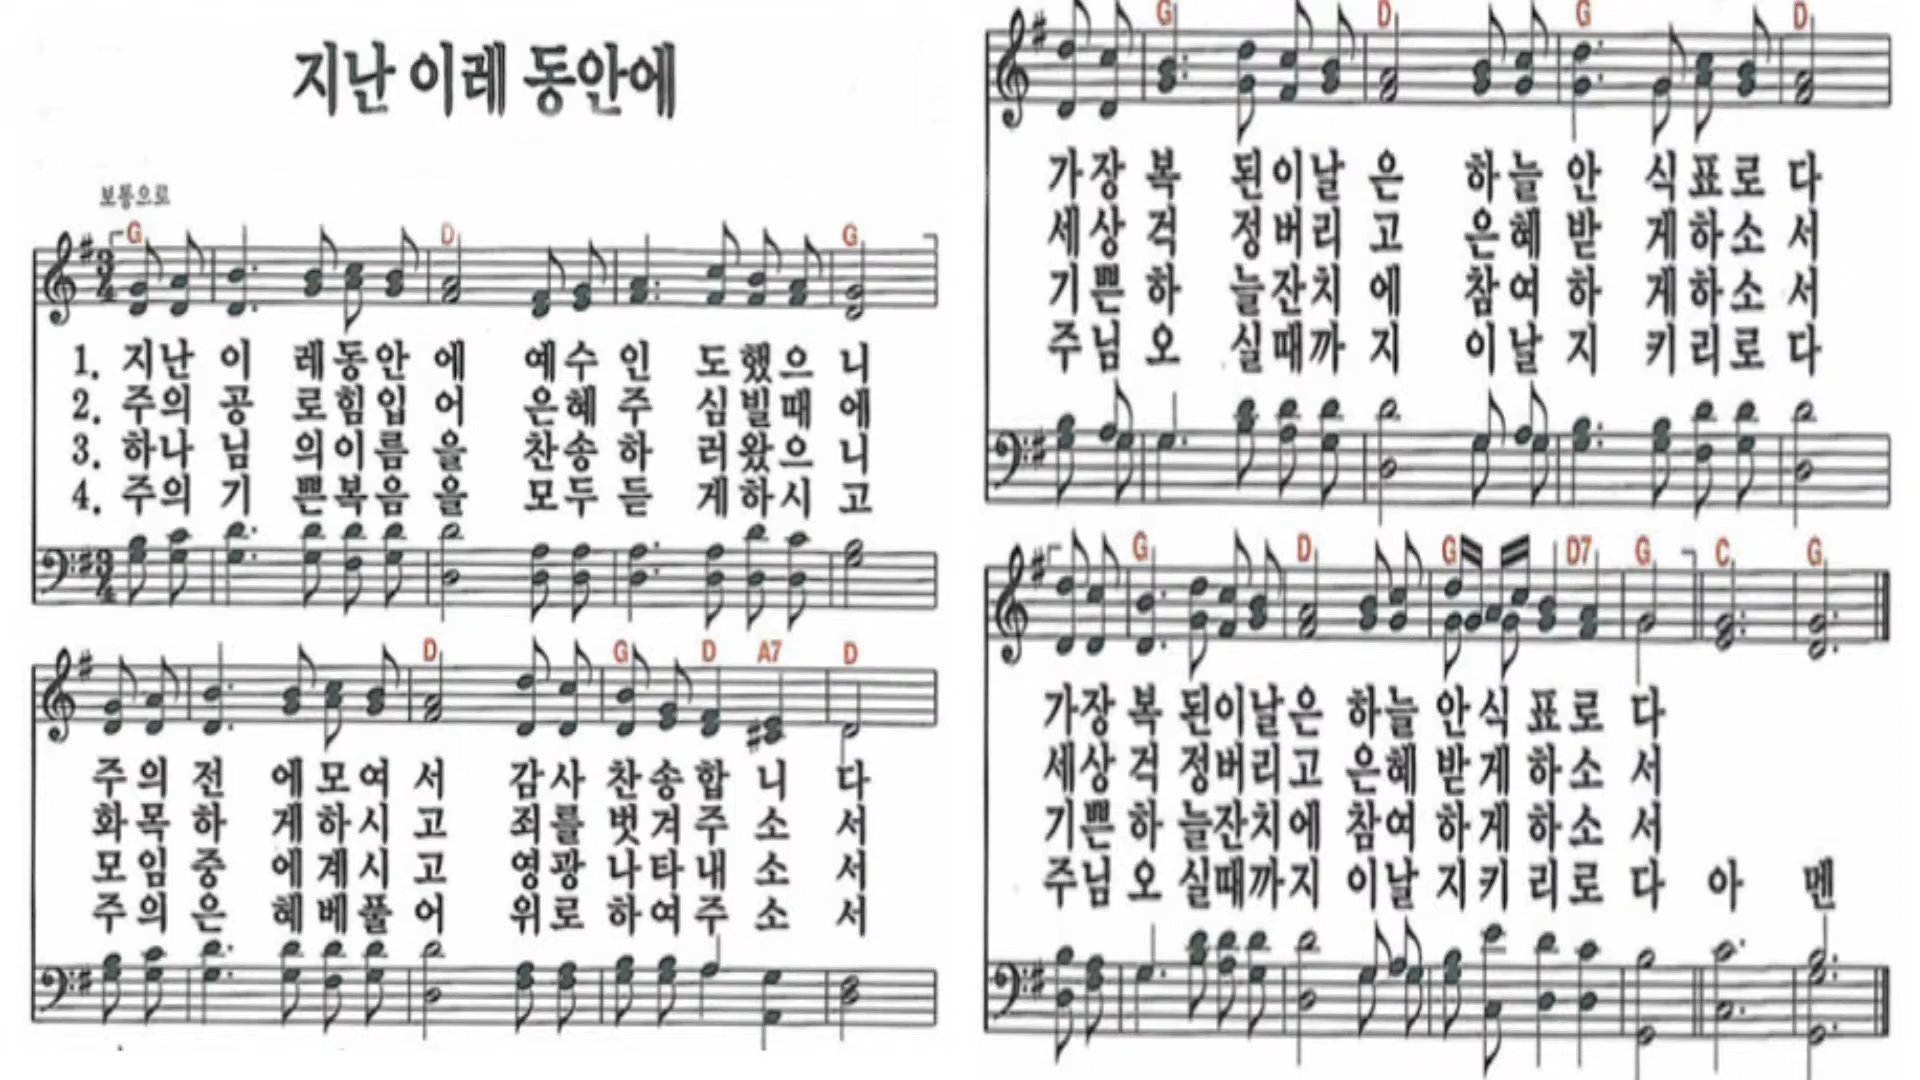 지난 이레 동안에
보통으로
G D G
1. 지난 이 레동안 에 예수 인 도했으 니
2. 주의 공 로힘입 어 은혜 주 심빌때 에
3. 하나 님 의이름 을 찬송 하 러왔으 니
4. 주의 기 쁜복음 을 모두 듣 게하시 고
D G D A7 D
주의 전 에모여 서 감사 찬송합 니 다
화목 하 게하시 고 죄를 벗겨주 소 서
모임 중 에계시 고 영광 나타내 소 서
주의 은 혜베풀 어 위로 하여주 소 서
G D G D
가장 복 된이날 은 하늘 안 식표로 다
세상 걱 정버리 고 은혜 받 게하소 서
기쁜 하 늘잔치 에 참여 하 게하소 서
주님 오 실때까 지 이날 지 키리로 다
G D G D7 G C G
가장 복 된이날은 하늘 안식 표로 다
세상 걱 정버리고 은혜 받게 하소 서
기쁜 하 늘잔치에 참여 하게 하소 서
주님 오 실때까지 이날 지키 리로 다 아 멘